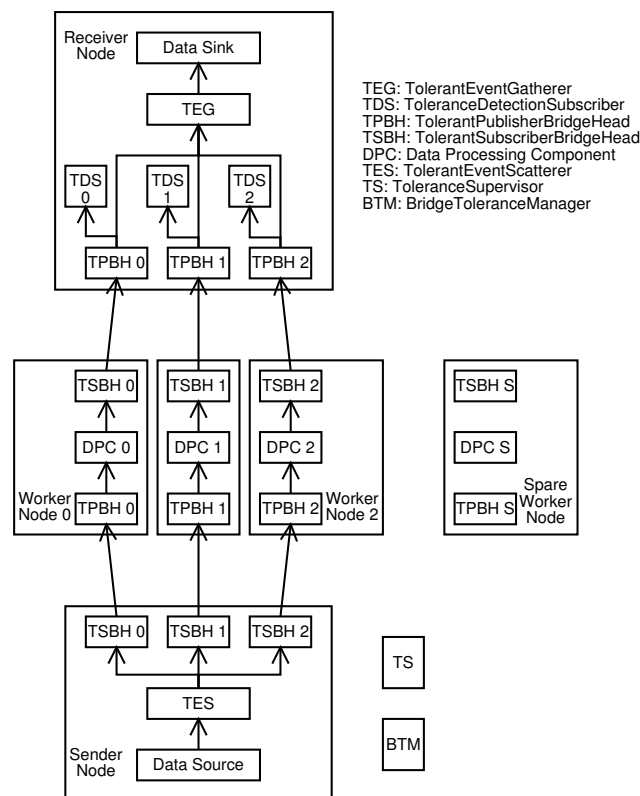 Receiver
Node
Data Sink
TEG
TDS
0
TDS
1
TDS
2
TPBH 0
TPBH 1
TPBH 2
TEG: TolerantEventGatherer
TDS: ToleranceDetectionSubscriber
TPBH: TolerantPublisherBridgeHead
TSBH: TolerantSubscriberBridgeHead
DPC: Data Processing Component
TES: TolerantEventScatterer
TS: ToleranceSupervisor
BTM: BridgeToleranceManager
TSBH 0
DPC 0
TPBH 0
Worker
Node 0
TSBH 1
DPC 1
TPBH 1
TSBH 2
DPC 2
TPBH 2
Worker
Node 2
TSBH S
DPC S
TPBH S
Spare
Worker
Node
TSBH 0
TSBH 1
TSBH 2
TES
Data Source
Sender
Node
TS
BTM